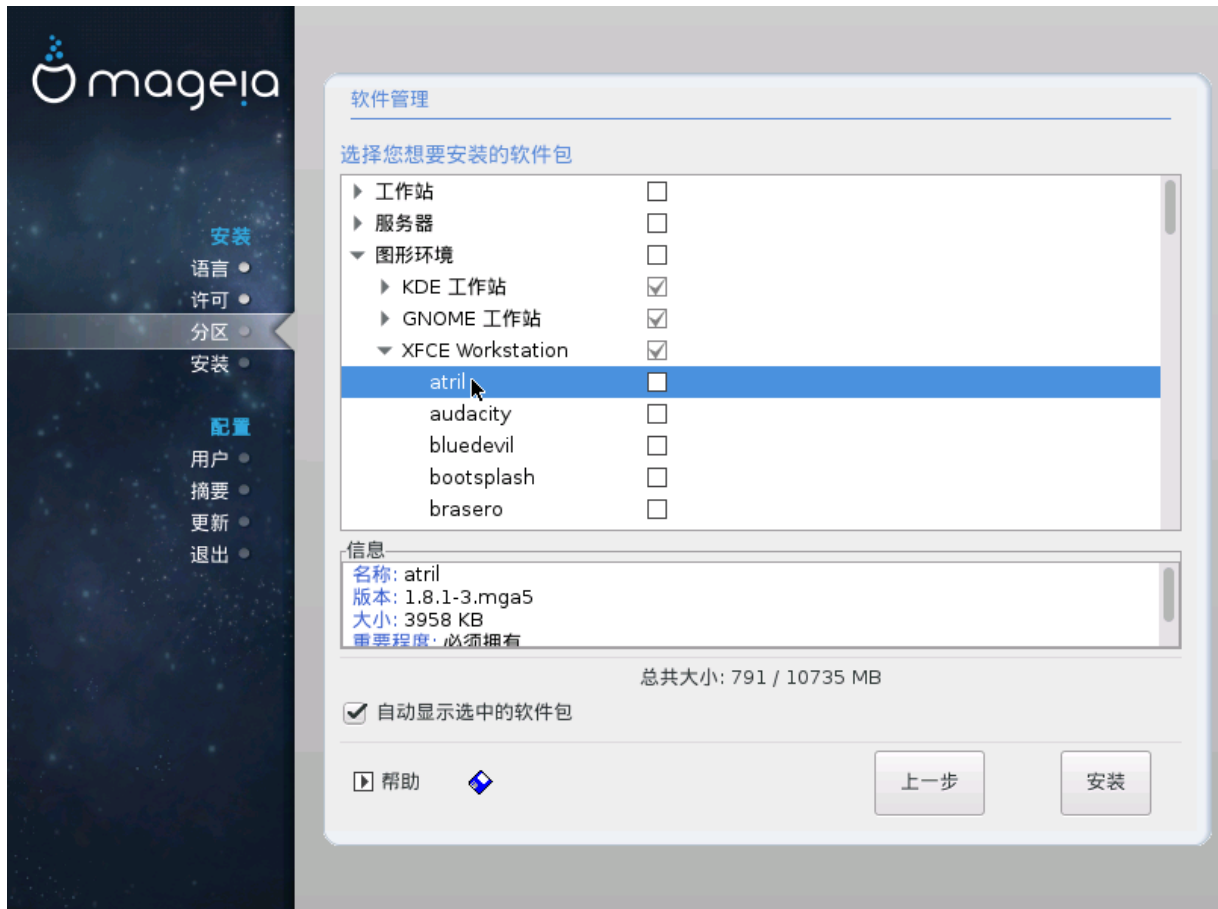 mageia
安装
语言
许可
分区
安装
配置
用户
摘要
更新
退出
软件管理
选择您想要安装的软件包
工作站
服务器
图形环境
KDE 工作站
GNOME 工作站
XFCE Workstation
atril
audacity
bluedevil
bootsplash
brasero
信息
名称: atril
版本: 1.8.1-3.mga5
大小: 3958 KB
重要程度: 必须拥有
总共大小: 791 / 10735 MB
自动显示选中的软件包
帮助
上一步
安装